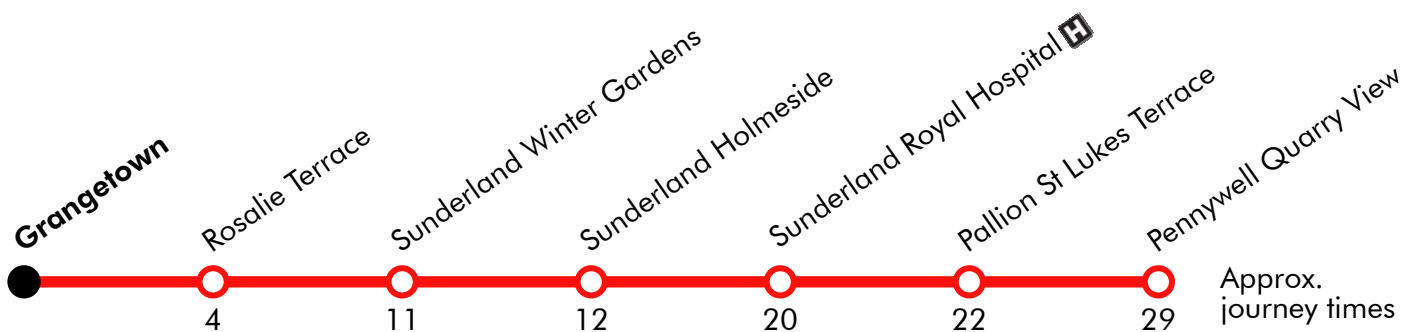 Grangetown
Rosalie Terrace
Sunderland Winter Gardens
Sunderland Holmeside
Sunderland Royal Hospital H
Pallion St Lukes Terrace
Pennywell Quarry View
4
11
12
20
22
29
Approx.
journey times